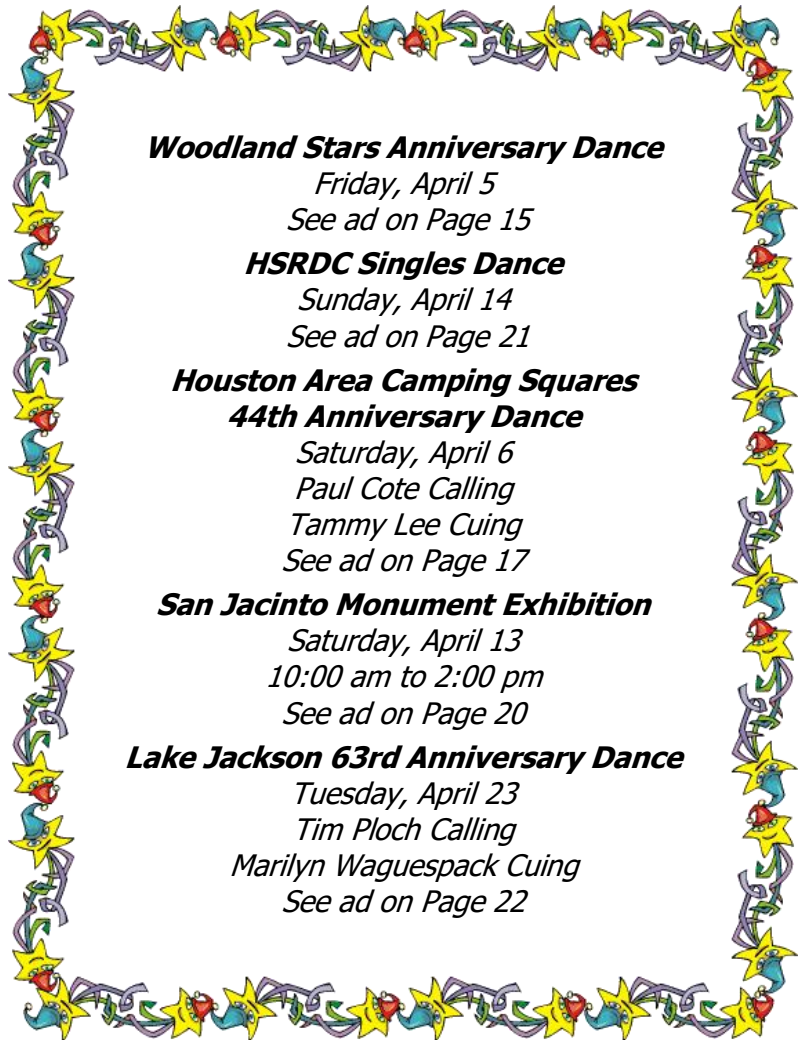 Woodland Stars Anniversary Dance
Friday, April 5
See ad on Page 15
HSRDC Singles Dance
Sunday, April 14
See ad on Page 21
Houston Area Camping Squares
44th Anniversary Dance
Saturday, April 6
Paul Cote Calling
Tammy Lee Cuing
See ad on Page 17
San Jacinto Monument Exhibition
Saturday, April 13
10:00 am to 2:00 pm
See ad on Page 20
Lake Jackson 63rd Anniversary Dance
Tuesday, April 23
Tim Ploch Calling
Marilyn Waguespack Cuing
See ad on Page 22